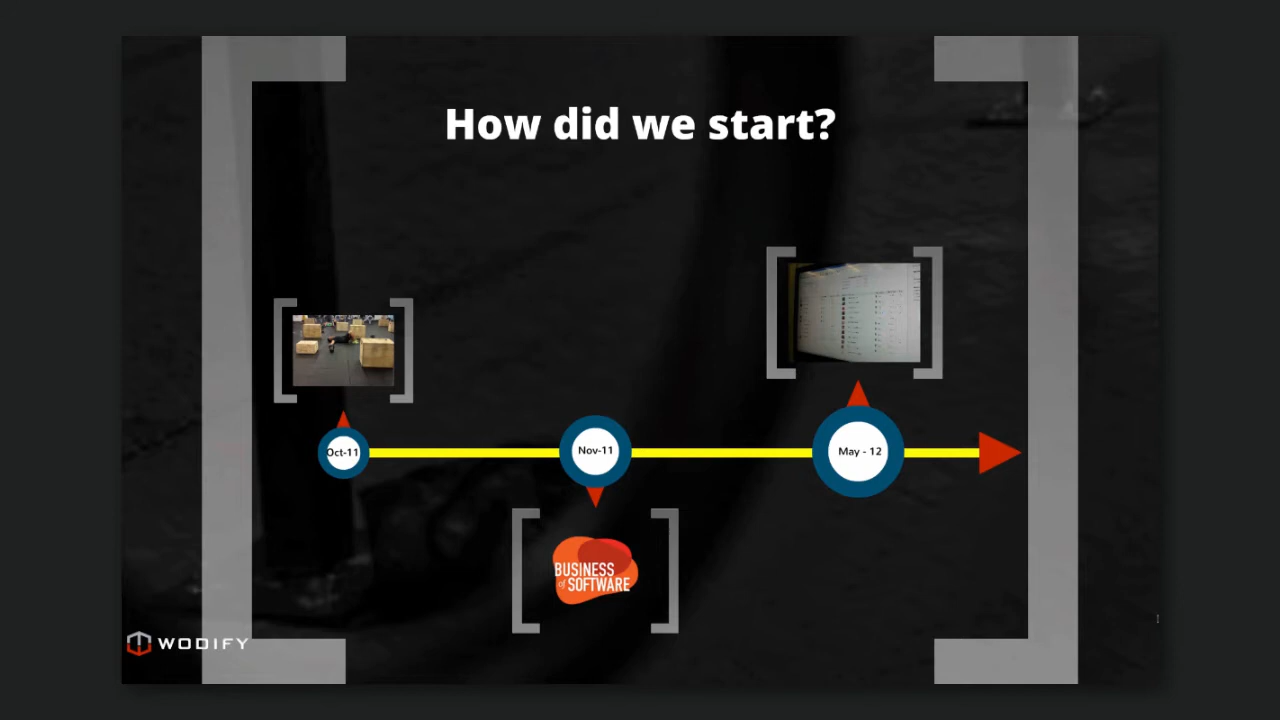 How did we start?
Oct-11
Nov-11
May - 12
BUSINESS
of SOFTWARE
WODIFY